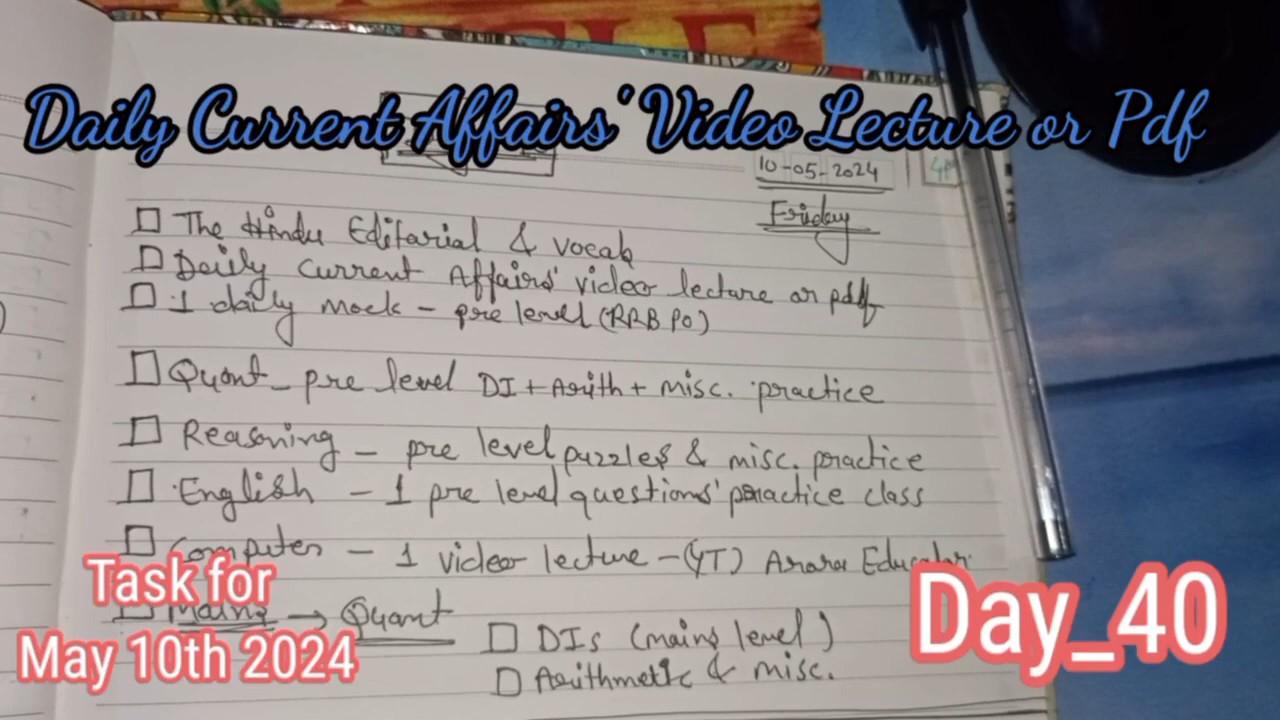 Daily Current Affairs' Video Lecture or Pdf
10-05-2024
Friday
The Hindu Editarial & vocab
Daily current Affairs' video lecture or pdf
1 daily mock - pre level (RRB PO)
Quant - pre level DI + Arith + misc. practice
Reasoning - pre level puzzles & misc. practice
English - 1 pre level questions' practice class
Computer - 1 video lecture - (YT) Arara
Mains → Quant
DIs (mains level)
Arithmetic & misc.
Task for
May 10th 2024
Day_40